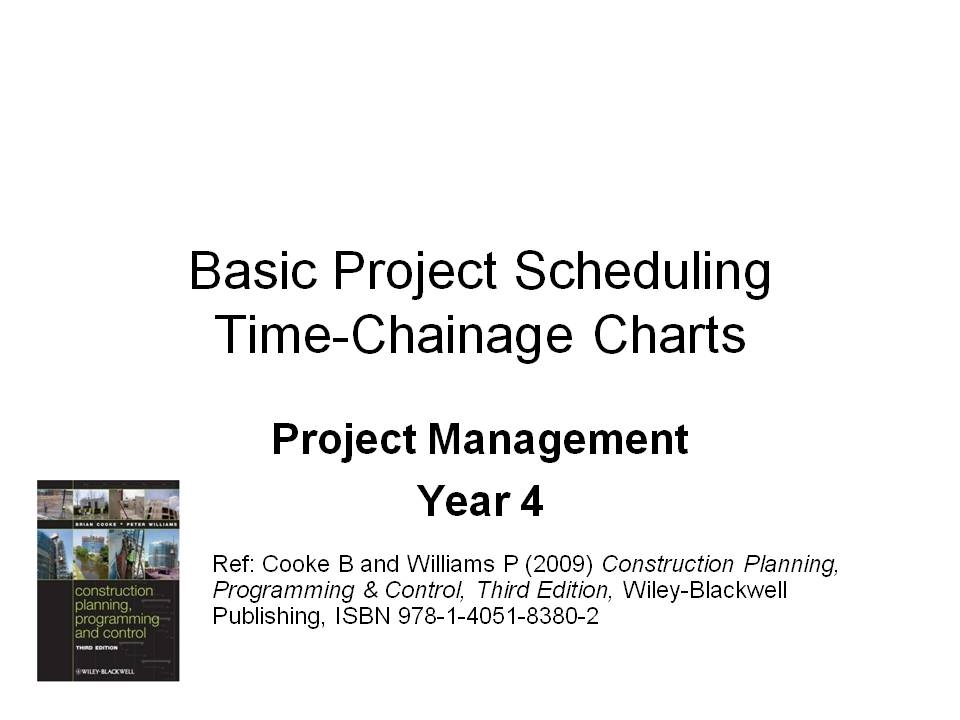 Basic Project Scheduling
Time-Chainage Charts
Project Management
Year 4
Ref: Cooke B and Williams P (2009) Construction Planning,
Programming & Control, Third Edition, Wiley-Blackwell
Publishing, ISBN 978-1-4051-8380-2
BRIAN COOKE • PETER WILLIAMS
construction
planning,
programming
and control
THIRD EDITION
WILEY-BLACKWELL